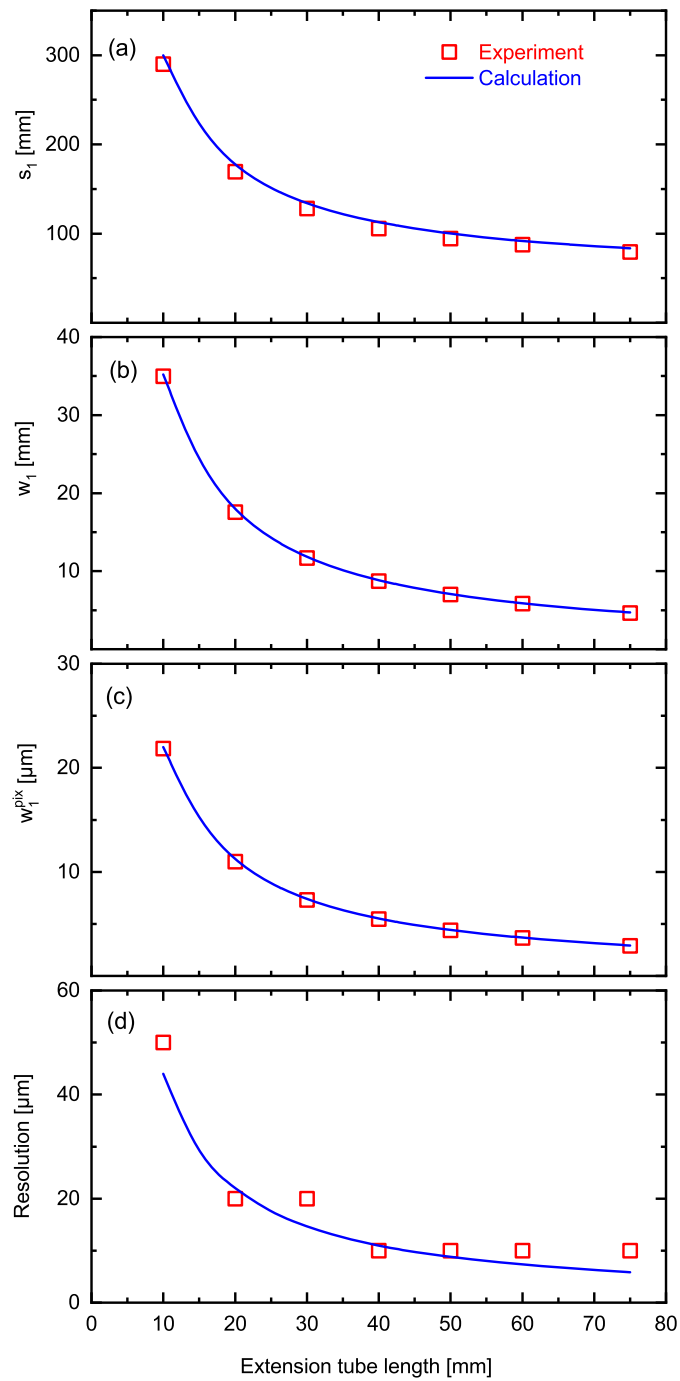 (a)
Experiment
Calculation
300
200
100
s₁ [mm]
(b)
40
30
20
10
w₁ [mm]
(c)
30
20
10
w₁ᵖⁱˣ [µm]
(d)
60
40
20
0
Resolution [µm]
0 10 20 30 40 50 60 70 80
Extension tube length [mm]